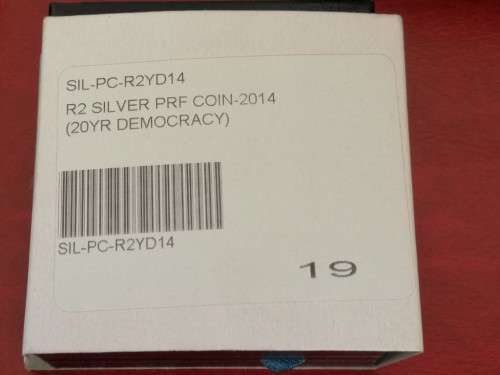 SIL-PC-R2YD14
R2 SILVER PRF COIN-2014
(20YR DEMOCRACY)
SIL-PC-R2YD14
19